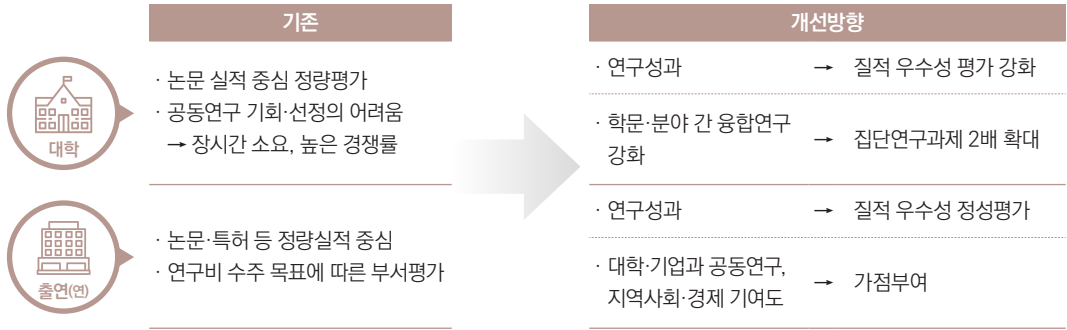 기존
개선방향
대학
· 논문 실적 중심 정량평가
· 공동연구 기회·선정의 어려움
→ 장시간 소요, 높은 경쟁률
· 연구성과 → 질적 우수성 평가 강화
· 학문·분야 간 융합연구
강화 → 집단연구과제 2배 확대
출연(연)
· 논문·특허 등 정량실적 중심
· 연구비 수주 목표에 따른 부서평가
· 연구성과 → 질적 우수성 정성평가
· 대학·기업과 공동연구,
지역사회·경제 기여도 → 가점부여